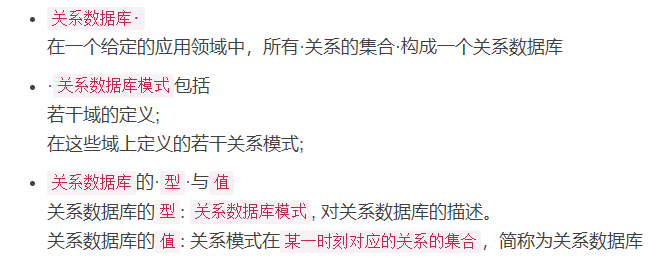 关系数据库·
在一个给定的应用领域中，所有·关系的集合·构成一个关系数据库
·关系数据库模式包括
若干域的定义;
在这些域上定义的若干关系模式;
关系数据库的·型·与值
关系数据库的型: 关系数据库模式, 对关系数据库的描述。
关系数据库的值: 关系模式在某一时刻对应的关系的集合，简称为关系数据库